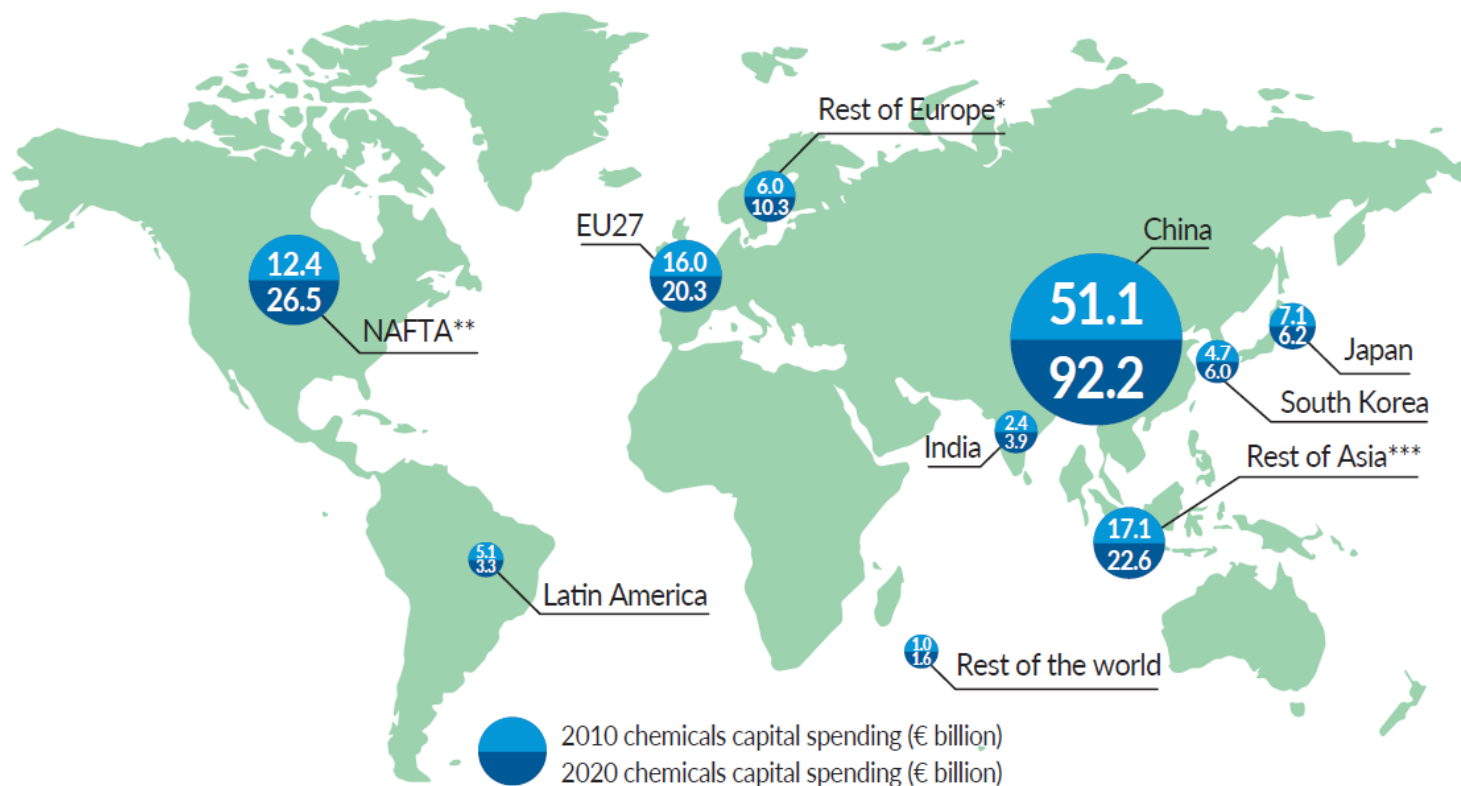 Rest of Europe*
6.0
10.3
EU27
16.0
20.3
China
51.1
92.2
12.4
26.5
NAFTA**
7.1
6.2
Japan
4.7
6.0
South Korea
2.4
3.9
India
Rest of Asia***
17.1
22.6
5.1
3.3
Latin America
1.0
1.6
Rest of the world
2010 chemicals capital spending (€ billion)
2020 chemicals capital spending (€ billion)